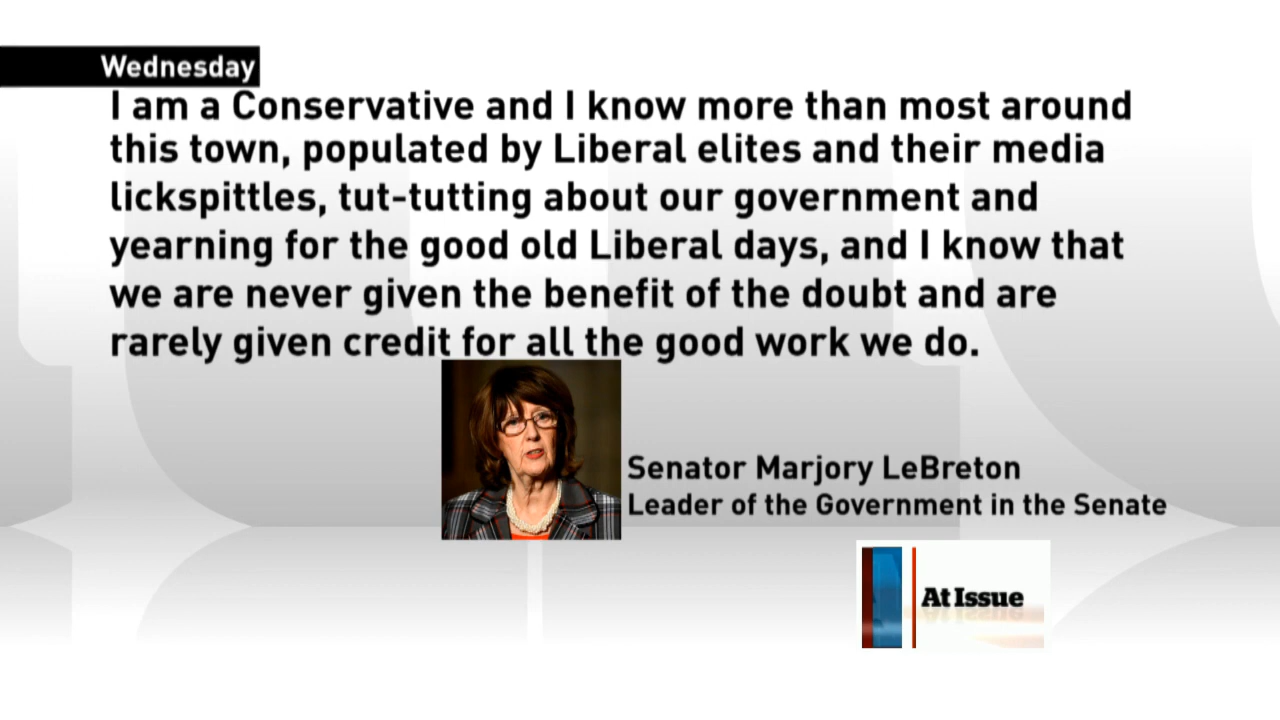 Wednesday
I am a Conservative and I know more than most around
this town, populated by Liberal elites and their media
lickspittles, tut-tutting about our government and
yearning for the good old Liberal days, and I know that
we are never given the benefit of the doubt and are
rarely given credit for all the good work we do.
Senator Marjory LeBreton
Leader of the Government in the Senate
At Issue